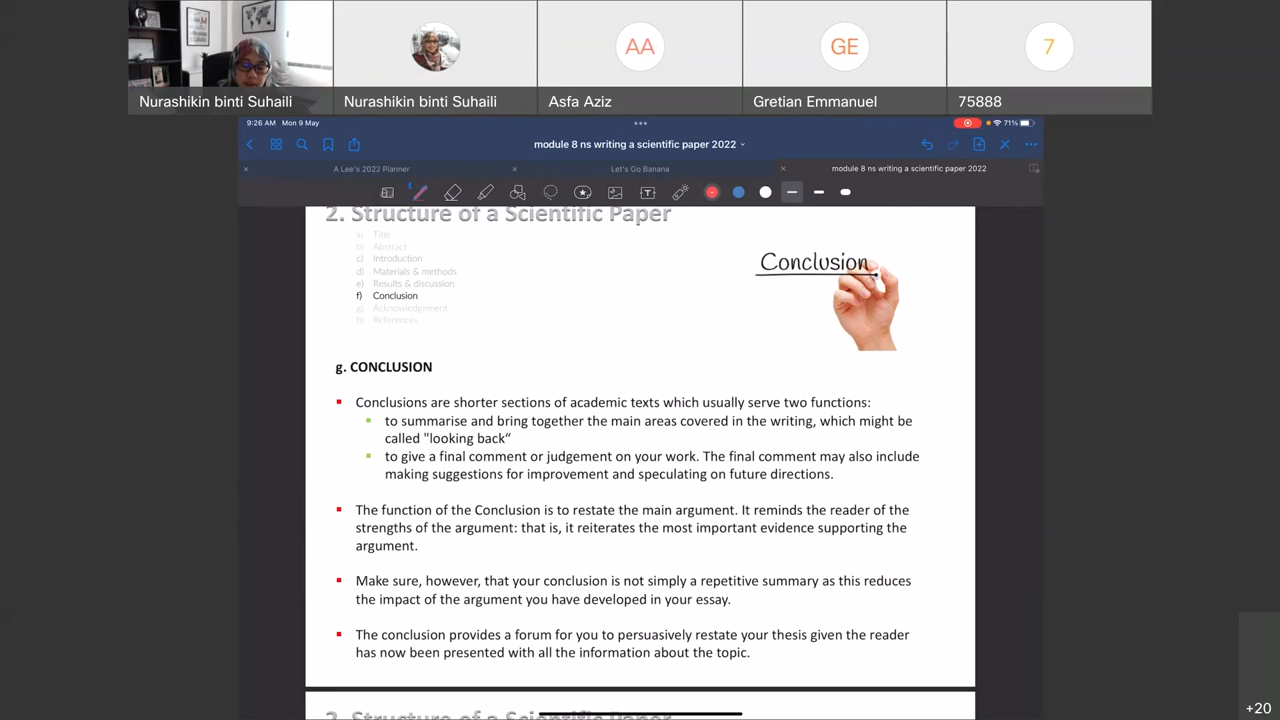 AA
GE
7
Nurashikin binti Suhaili
Nurashikin binti Suhaili
Asfa Aziz
Gretian Emmanuel
75888
9:26 AM Mon 9 May
71%
module 8 ns writing a scientific paper 2022
A Lee's 2022 Planner
Let's Go Banana
module 8 ns writing a scientific paper 2022
2. Structure of a Scientific Paper
a) Title
b) Abstract
c) Introduction
d) Materials & methods
e) Results & discussion
f) Conclusion
g) Acknowledgement
h) References
Conclusion
g. CONCLUSION
Conclusions are shorter sections of academic texts which usually serve two functions:
to summarise and bring together the main areas covered in the writing, which might be
called "looking back“
to give a final comment or judgement on your work. The final comment may also include
making suggestions for improvement and speculating on future directions.
The function of the Conclusion is to restate the main argument. It reminds the reader of the
strengths of the argument: that is, it reiterates the most important evidence supporting the
argument.
Make sure, however, that your conclusion is not simply a repetitive summary as this reduces
the impact of the argument you have developed in your essay.
The conclusion provides a forum for you to persuasively restate your thesis given the reader
has now been presented with all the information about the topic.
2. Structure of a Scientific Paper
+20